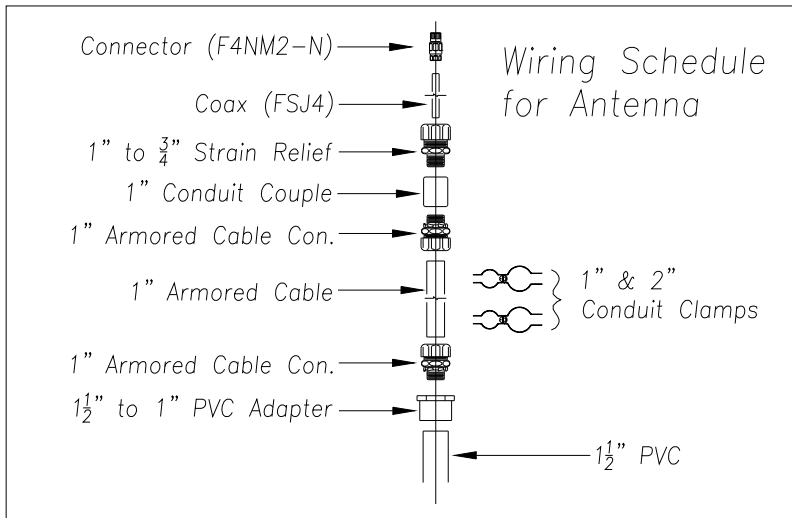 Connector (F4NM2-N)
Wiring Schedule
for Antenna
Coax (FSJ4)
1” to 3/4” Strain Relief
1” Conduit Couple
1” Armored Cable Con.
1” Armored Cable
1” & 2”
Conduit Clamps
1” Armored Cable Con.
1 1/2” to 1” PVC Adapter
1 1/2” PVC